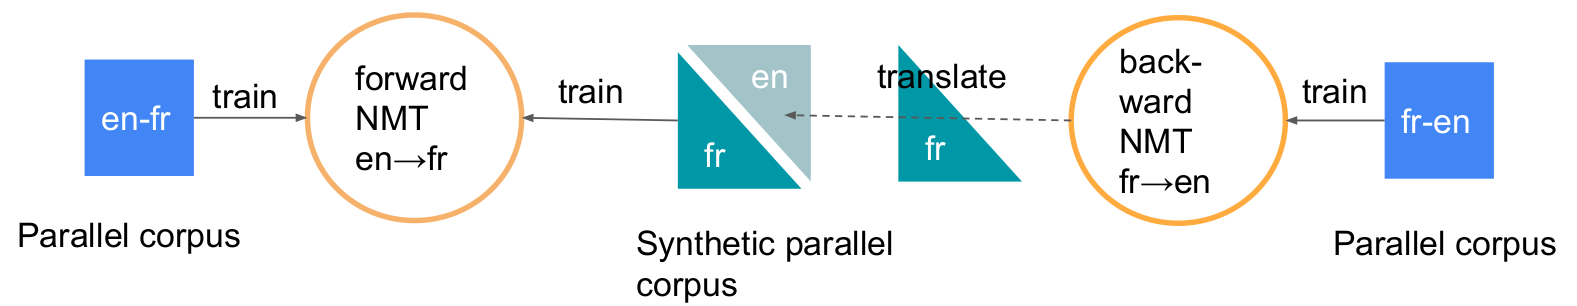 en-fr
train
forward
NMT
en→fr
train
en
fr
translate
fr
back-
ward
NMT
fr→en
train
fr-en
Parallel corpus
Synthetic parallel
corpus
Parallel corpus